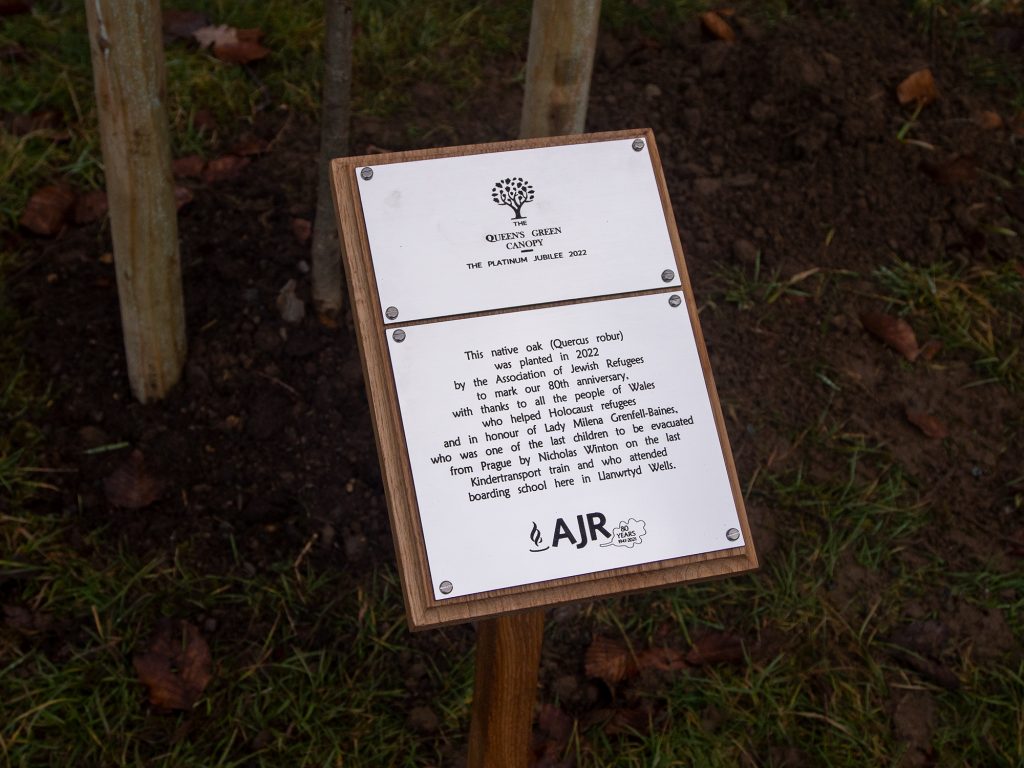 THE
QUEEN'S GREEN
CANOPY
THE PLATINUM JUBILEE 2022
This native oak (Quercus robur)
was planted in 2022
by the Association of Jewish Refugees
to mark our 80th anniversary,
with thanks to all the people of Wales
who helped Holocaust refugees
and in honour of Lady Milena Grenfell-Baines,
who was one of the last children to be evacuated
from Prague by Nicholas Winton on the last
Kindertransport train and who attended
boarding school here in Llanwrtyd Wells.
AJR
80
YEARS
1941-2021